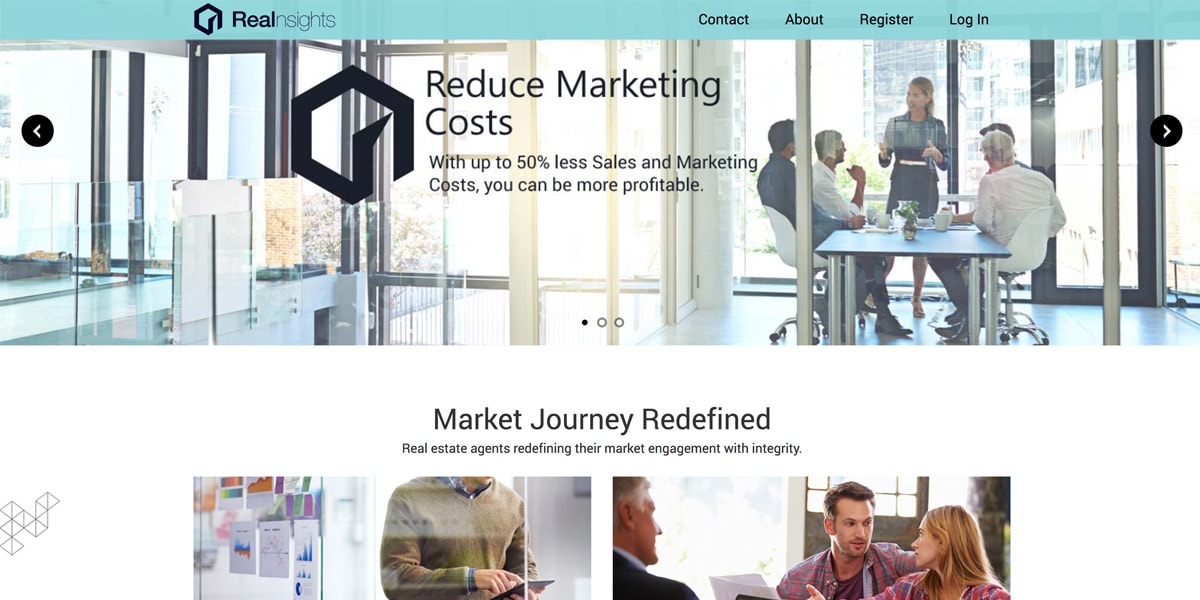 RealInsights
Contact
About
Register
Log In
Reduce Marketing
Costs
With up to 50% less Sales and Marketing
Costs, you can be more profitable.
Market Journey Redefined
Real estate agents redefining their market engagement with integrity.